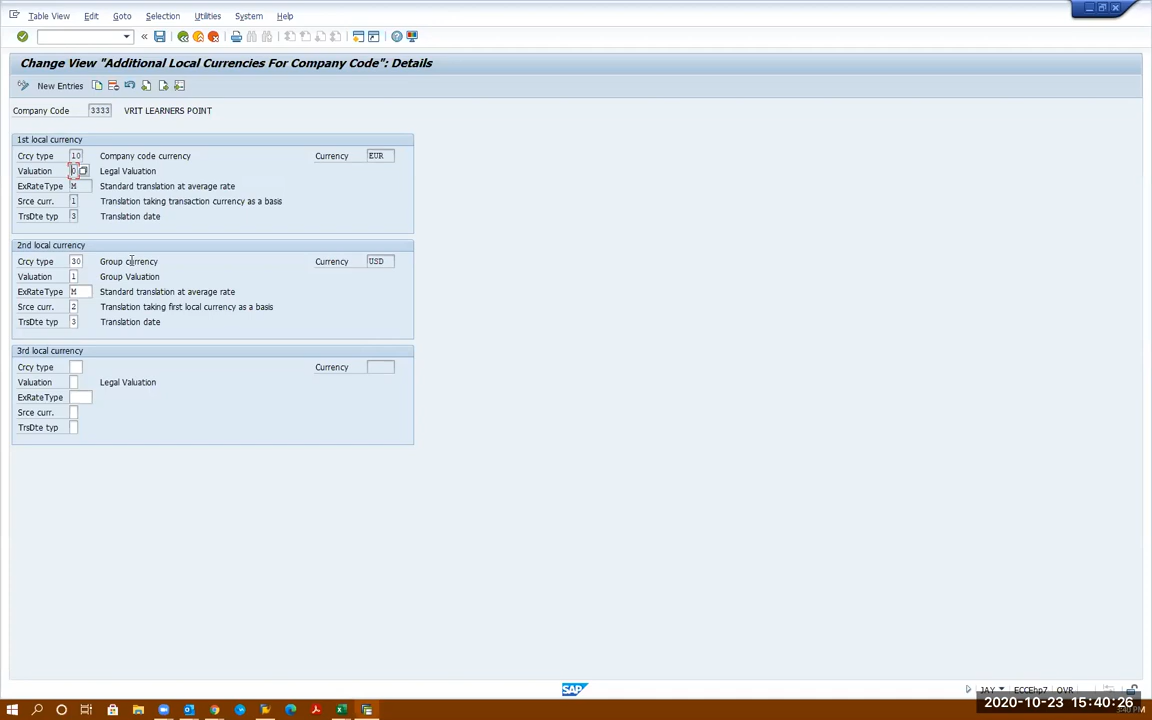 Table View Edit Goto Selection Utilities System Help
Change View "Additional Local Currencies For Company Code": Details
New Entries
Company Code 3333 VRIT LEARNERS POINT
1st local currency
Crcy type 10 Company code currency Currency EUR
Valuation 0 Legal Valuation
ExRateType M Standard translation at average rate
Srce curr. 1 Translation taking transaction currency as a basis
TrsDte typ 3 Translation date
2nd local currency
Crcy type 30 Group currency Currency USD
Valuation 1 Group Valuation
ExRateType M Standard translation at average rate
Srce curr. 2 Translation taking first local currency as a basis
TrsDte typ 3 Translation date
3rd local currency
Crcy type Currency
Valuation Legal Valuation
ExRateType
Srce curr.
TrsDte typ
SAP
JAY ECCEhp7 OVR
2020-10-23 15:40:26